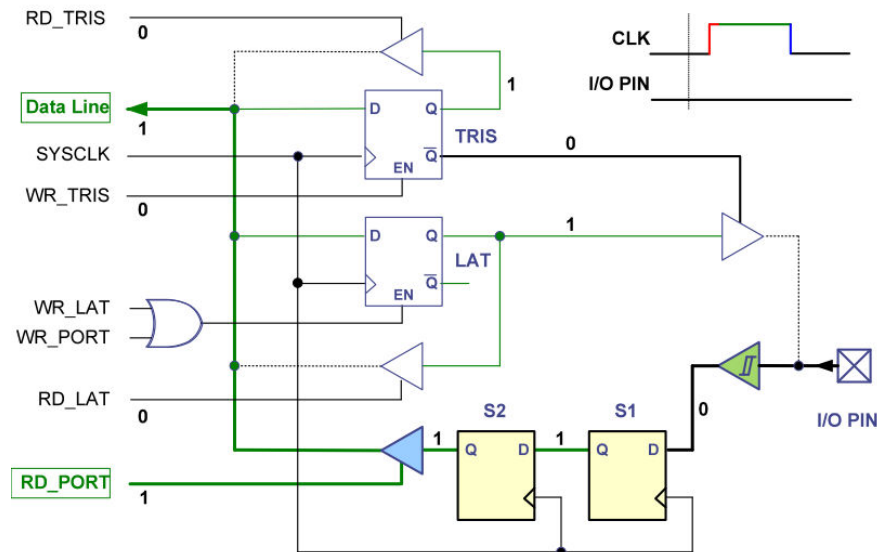 RD_TRIS
0
CLK
I/O PIN
1
Data Line
1
D Q
TRIS
SYSCLK
EN Q
0
WR_TRIS
0
D Q
1
LAT
Q
EN
WR_LAT
WR_PORT
RD_LAT
0
S2
S1
0
I/O PIN
1
Q D
1
Q D
RD_PORT
1